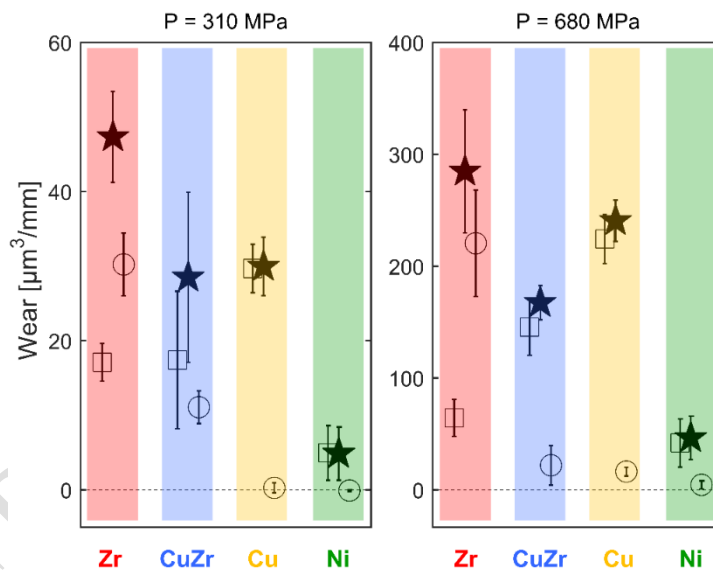 P = 310 MPa
P = 680 MPa
Wear [μm³/mm]
60
40
20
0
400
300
200
100
0
Zr CuZr Cu Ni
Zr CuZr Cu Ni